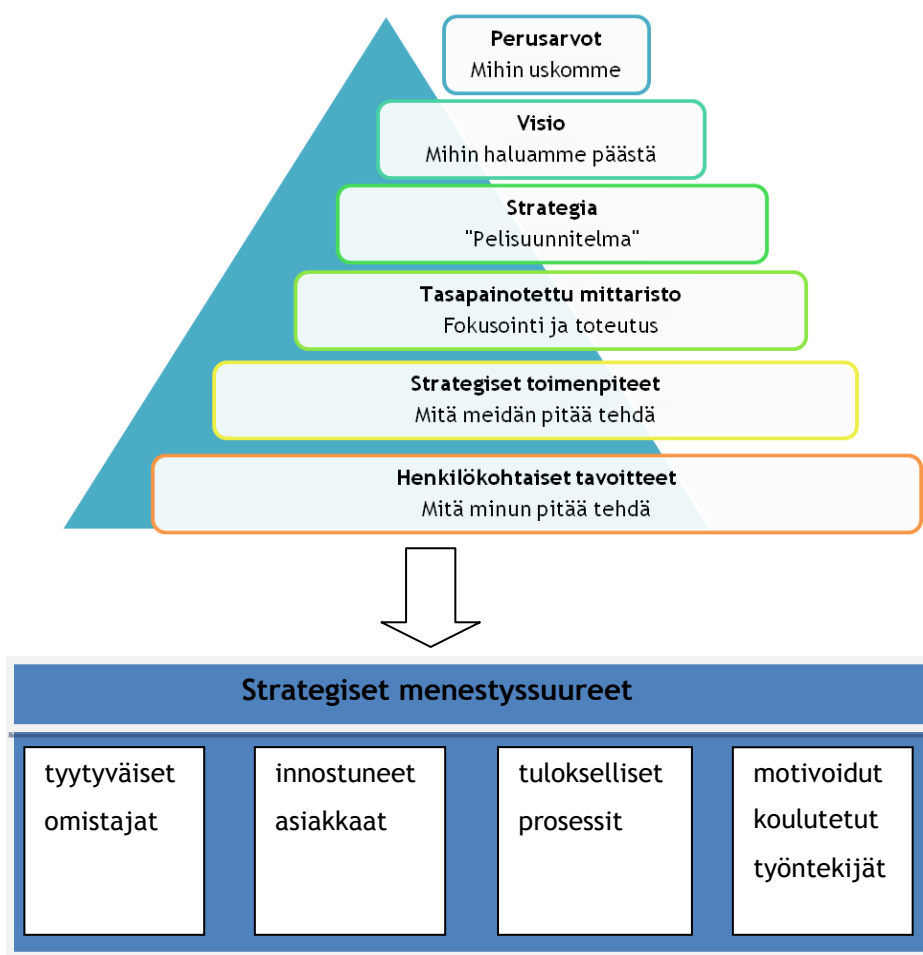 Perusarvot
Mihin uskomme
Visio
Mihin haluamme päästä
Strategia
"Pelisuunnitelma"
Tasapainotettu mittaristo
Fokusointi ja toteutus
Strategiset toimenpiteet
Mitä meidän pitää tehdä
Henkilökohtaiset tavoitteet
Mitä minun pitää tehdä
Strategiset menestyssuureet
tyytyväiset
omistajat
innostuneet
asiakkaat
tulokselliset
prosessit
motivoidut
koulutetut
työntekijät